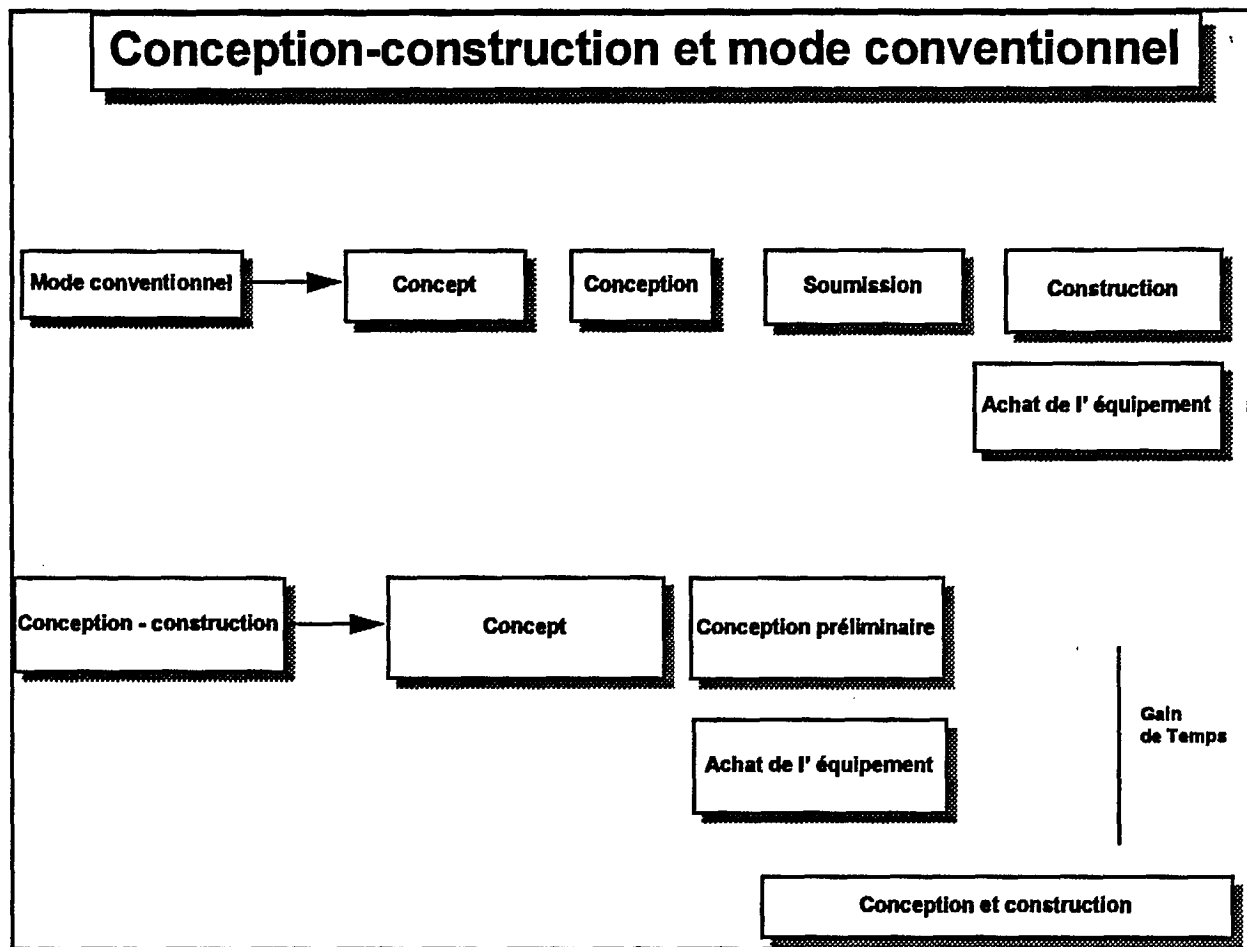 Conception-construction et mode conventionnel
Mode conventionnel
Concept
Conception
Soumission
Construction
Achat de l' équipement
Conception - construction
Concept
Conception préliminaire
Achat de l' équipement
Gain
de Temps
Conception et construction